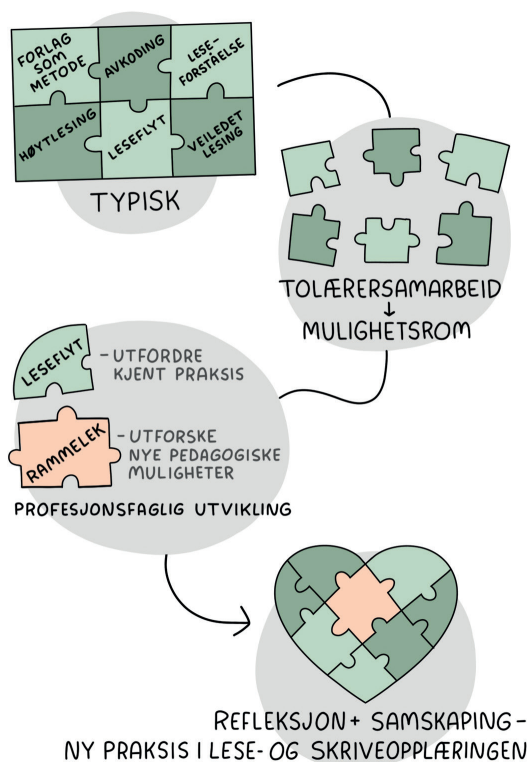 FORLAG
SOM
METODE
AVKODING
LESE-
FORSTÅELSE
HØYTLESING
LESEFLYT
VEILEDET
LESING
TYPISK
TOLÆRERSAMARBEID
↓
MULIGHETSROM
LESEFLYT
- UTFORDRE
KJENT PRAKSIS
RAMMELEK
- UTFORSKE
NYE PEDAGOGISKE
MULIGHETER
PROFESJONSFAGLIG UTVIKLING
REFLEKSJON + SAMSKAPING -
NY PRAKSIS I LESE- OG SKRIVEOPPLÆRINGEN